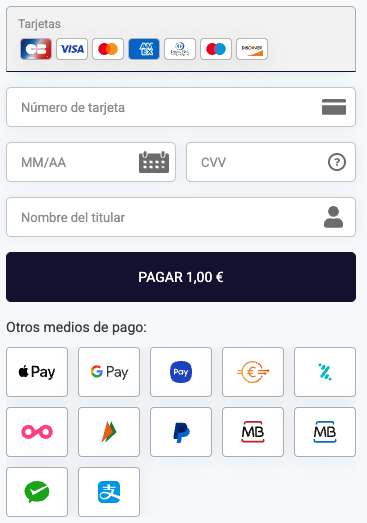 Tarjetas
CB VISA AMEX Diners Club DISCOVER
Número de tarjeta
MM/AA CVV ?
Nombre del titular
PAGAR 1,00 €
Otros medios de pago:
Pay G Pay Pay €
MB MB
支